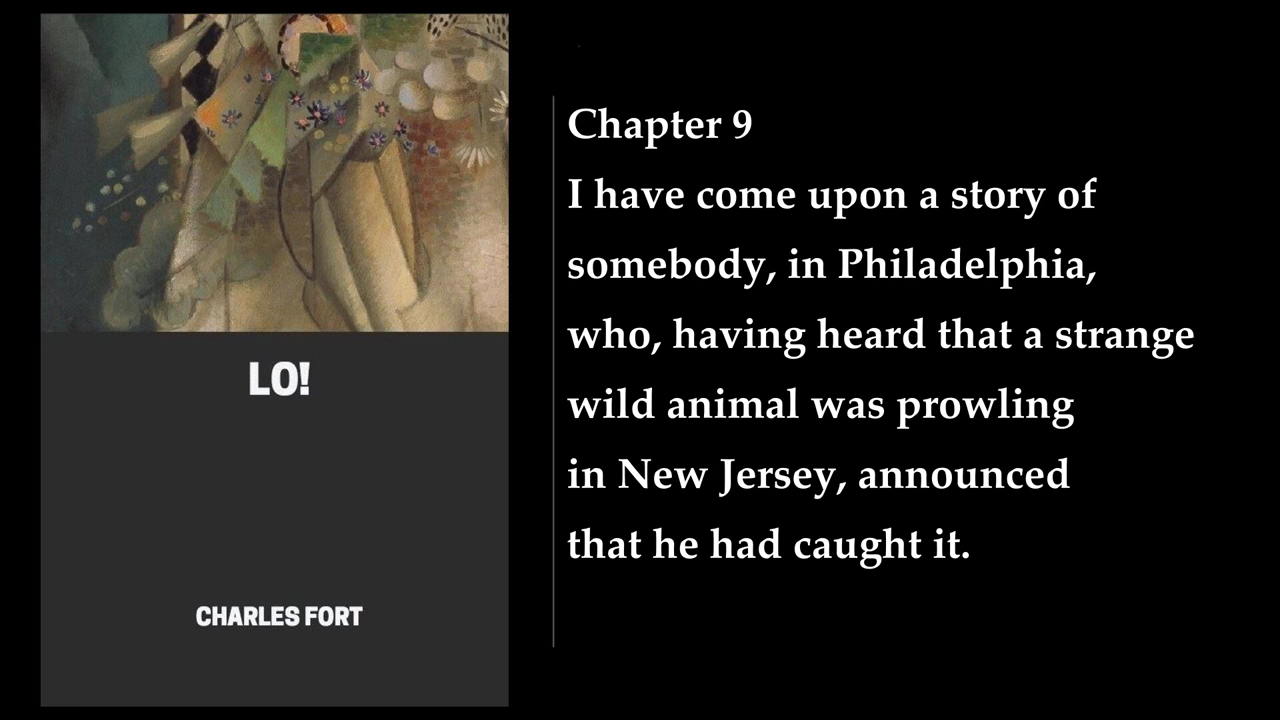 LO!
CHARLES FORT
Chapter 9
I have come upon a story of
somebody, in Philadelphia,
who, having heard that a strange
wild animal was prowling
in New Jersey, announced
that he had caught it.